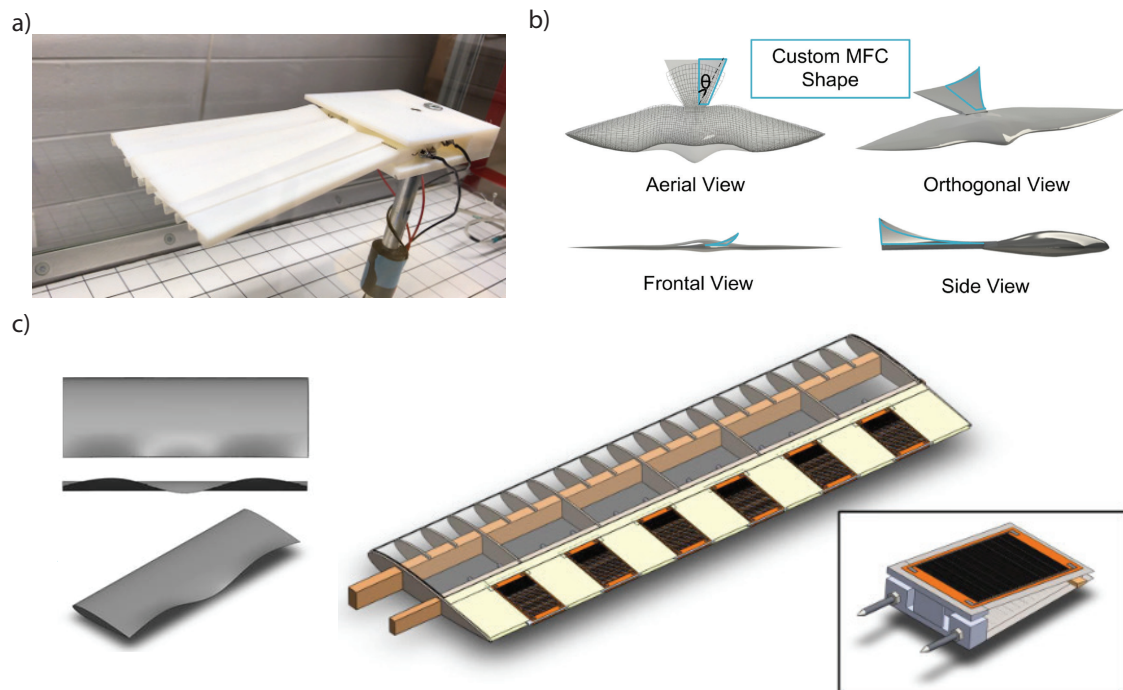 a)
b)
θ
Custom MFC
Shape
Aerial View
Orthogonal View
Frontal View
Side View
c)